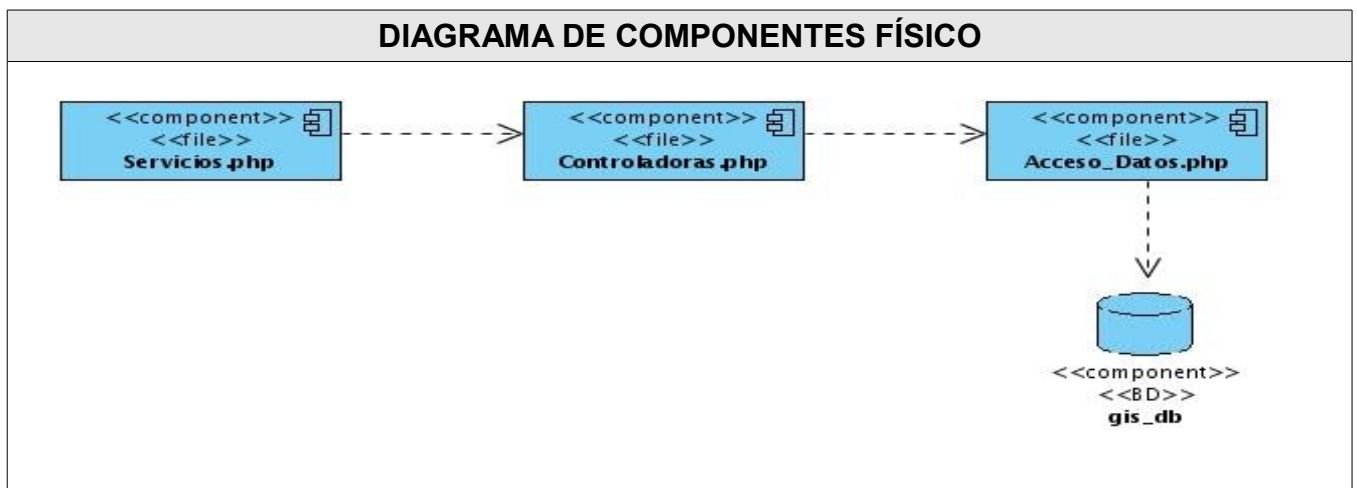 DIAGRAMA DE COMPONENTES FÍSICO
<<component>>
<<file>>
Servicios.php
<<component>>
<<file>>
Controladoras.php
<<component>>
<<file>>
Acceso_Datos.php
<<component>>
<<BD>>
gis_db